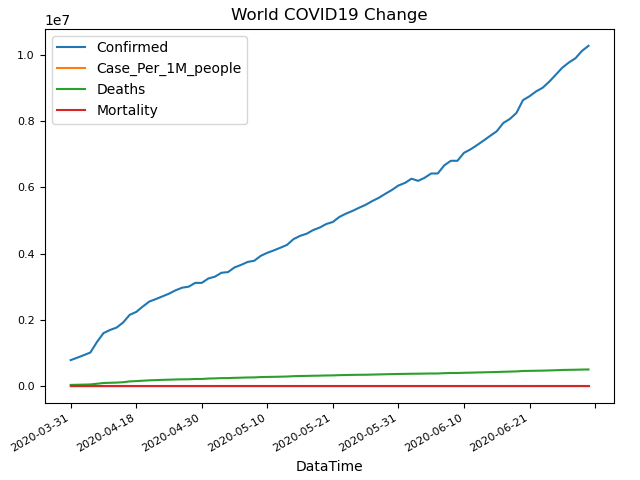 World COVID19 Change
1e7
Confirmed
Case_Per_1M_people
Deaths
Mortality
1.0
0.8
0.6
0.4
0.2
0.0
2020-03-31
2020-04-18
2020-04-30
2020-05-10
2020-05-21
2020-05-31
2020-06-10
2020-06-21
DataTime